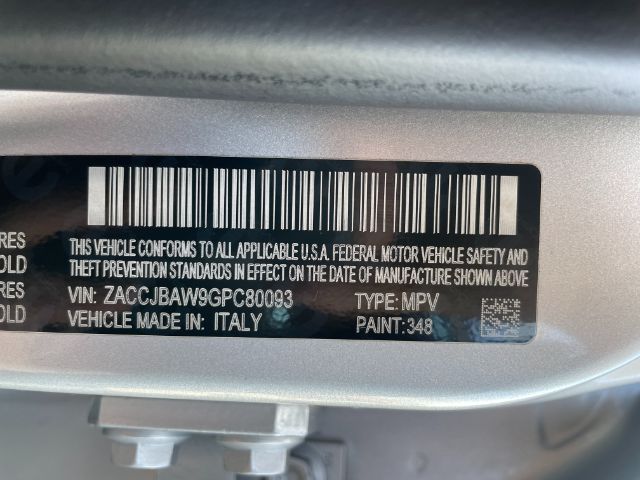 RES
OLD
RES
OLD
THIS VEHICLE CONFORMS TO ALL APPLICABLE U.S.A. FEDERAL MOTOR VEHICLE SAFETY AND
THEFT PREVENTION STANDARDS IN EFFECT ON THE DATE OF MANUFACTURE SHOWN ABOVE
VIN: ZACCJBAW9GPC80093 TYPE: MPV
VEHICLE MADE IN: ITALY PAINT: 348